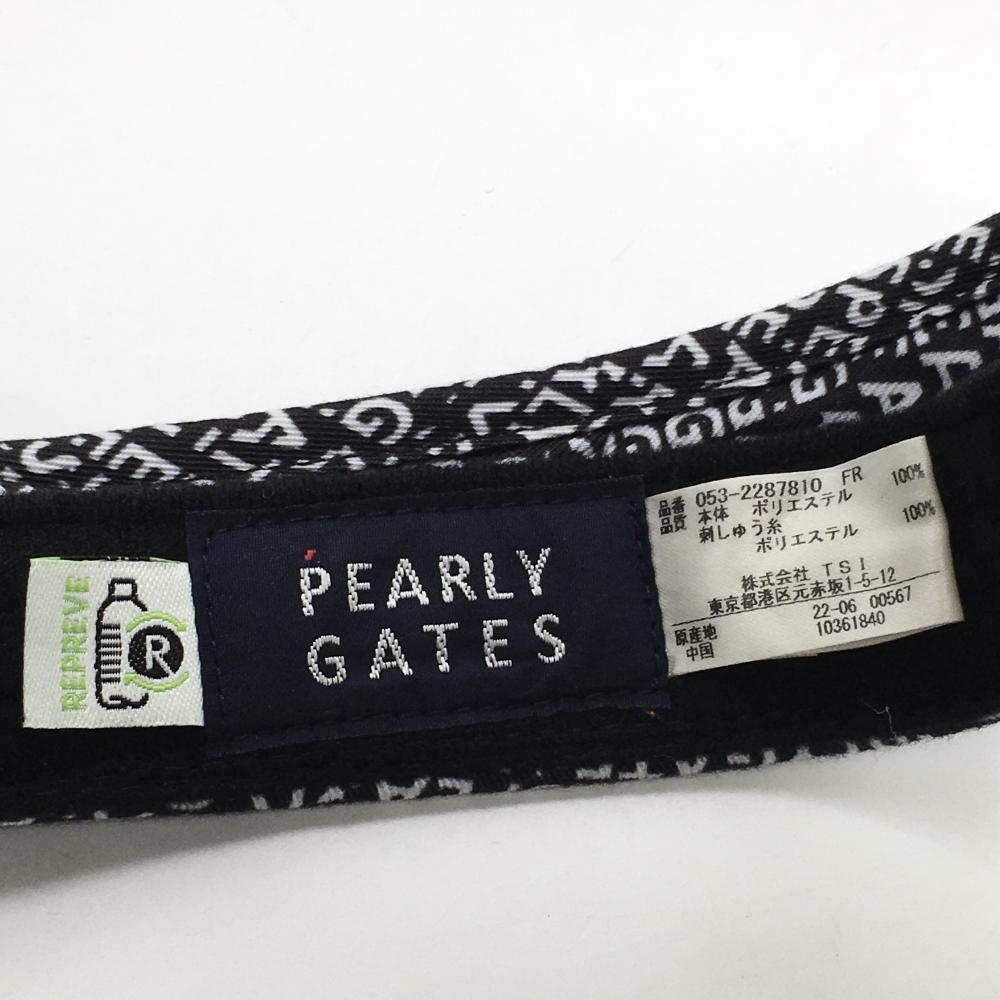 REPREVE
R
PEARLY
GATES
品番 053-2287810 FR
品質 本体 ポリエステル 100%
刺しゅう糸
ポリエステル 100%
株式会社 TSI
東京都港区元赤坂1-5-12
22-06 00567
原産地 10361840
中国